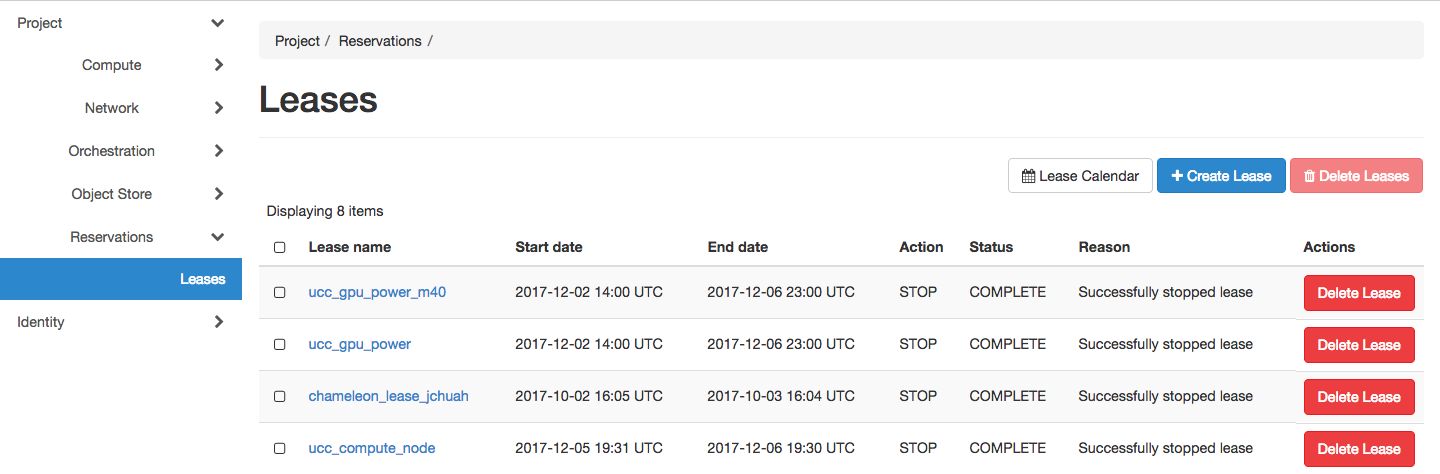 Project
Compute
Network
Orchestration
Object Store
Reservations
Leases
Identity
Project / Reservations /
Leases
Lease Calendar + Create Lease Delete Leases
Displaying 8 items
Lease name Start date End date Action Status Reason Actions
ucc_gpu_power_m40 2017-12-02 14:00 UTC 2017-12-06 23:00 UTC STOP COMPLETE Successfully stopped lease Delete Lease
ucc_gpu_power 2017-12-02 14:00 UTC 2017-12-06 23:00 UTC STOP COMPLETE Successfully stopped lease Delete Lease
chameleon_lease_jchuah 2017-10-02 16:05 UTC 2017-10-03 16:04 UTC STOP COMPLETE Successfully stopped lease Delete Lease
ucc_compute_node 2017-12-05 19:31 UTC 2017-12-06 19:30 UTC STOP COMPLETE Successfully stopped lease Delete Lease